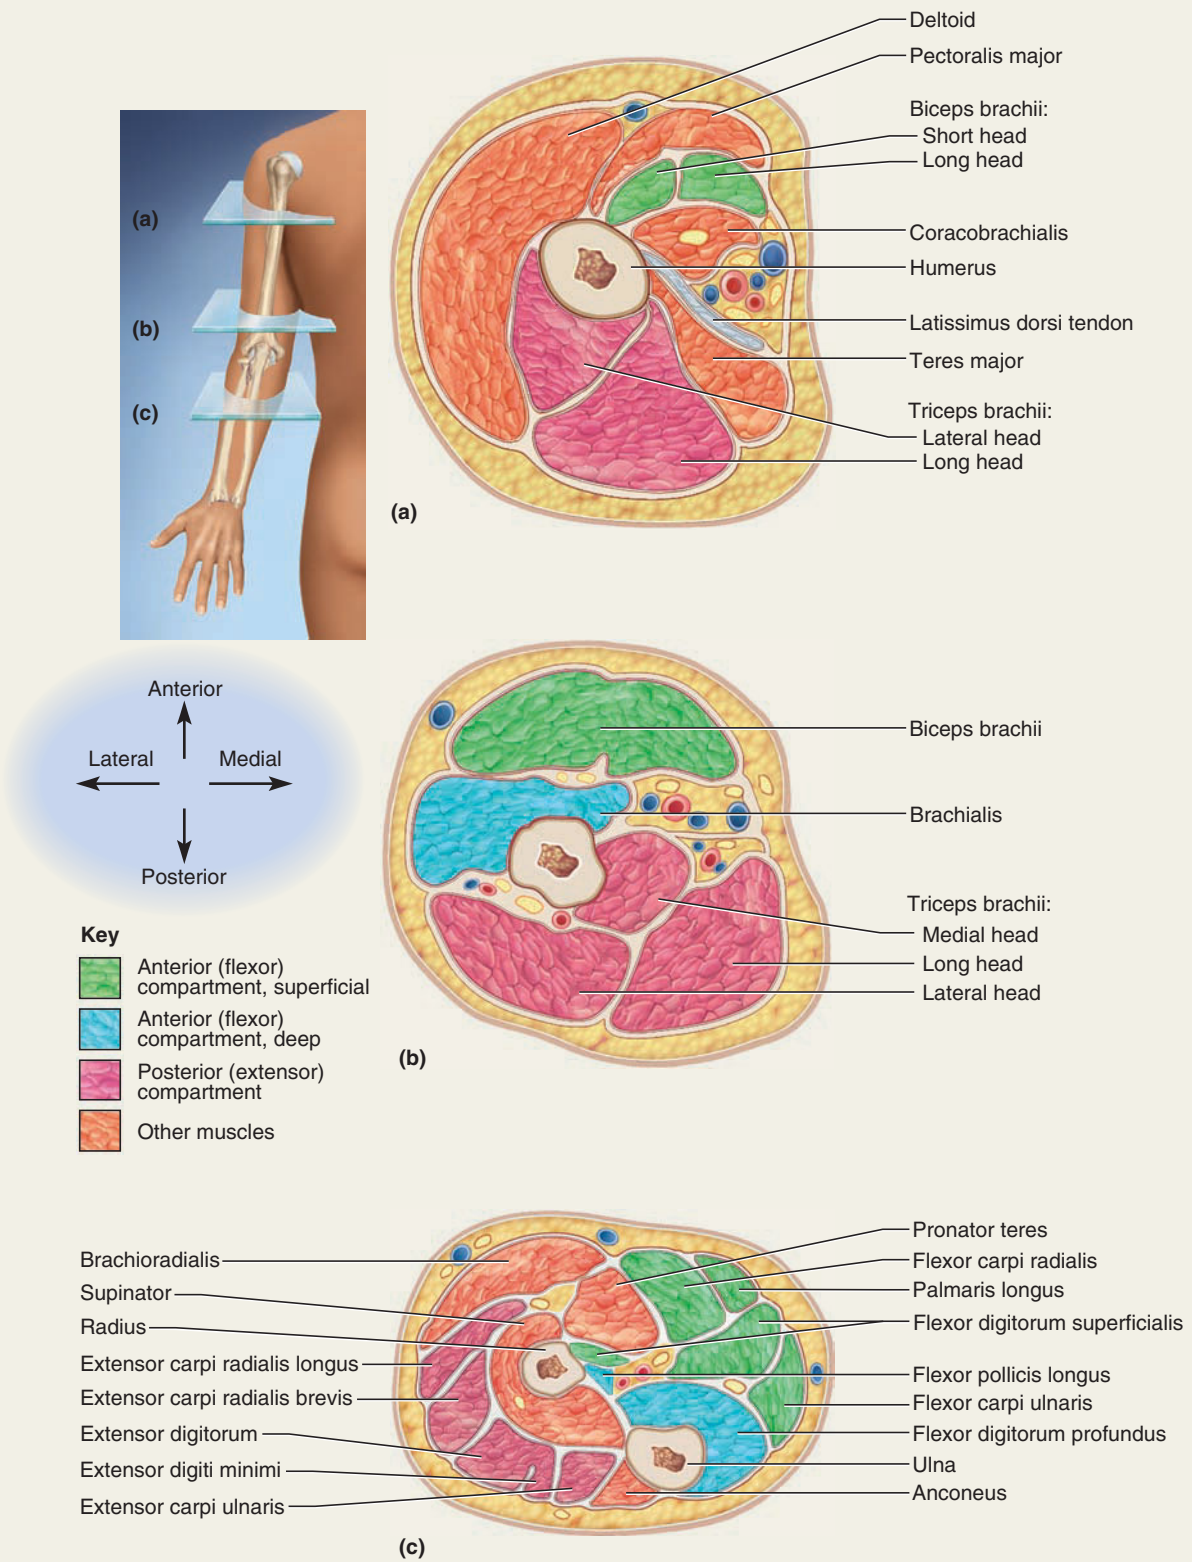 Deltoid
Pectoralis major
Biceps brachii:
Short head
Long head
Coracobrachialis
Humerus
Latissimus dorsi tendon
Teres major
Triceps brachii:
Lateral head
Long head
(a)
(b)
(c)
(a)
Anterior
Lateral
Medial
Posterior
Key
Anterior (flexor)
compartment, superficial
Anterior (flexor)
compartment, deep
Posterior (extensor)
compartment
Other muscles
Biceps brachii
Brachialis
Triceps brachii:
Medial head
Long head
Lateral head
(b)
Brachioradialis
Supinator
Radius
Extensor carpi radialis longus
Extensor carpi radialis brevis
Extensor digitorum
Extensor digiti minimi
Extensor carpi ulnaris
Pronator teres
Flexor carpi radialis
Palmaris longus
Flexor digitorum superficialis
Flexor pollicis longus
Flexor carpi ulnaris
Flexor digitorum profundus
Ulna
Anconeus
(c)